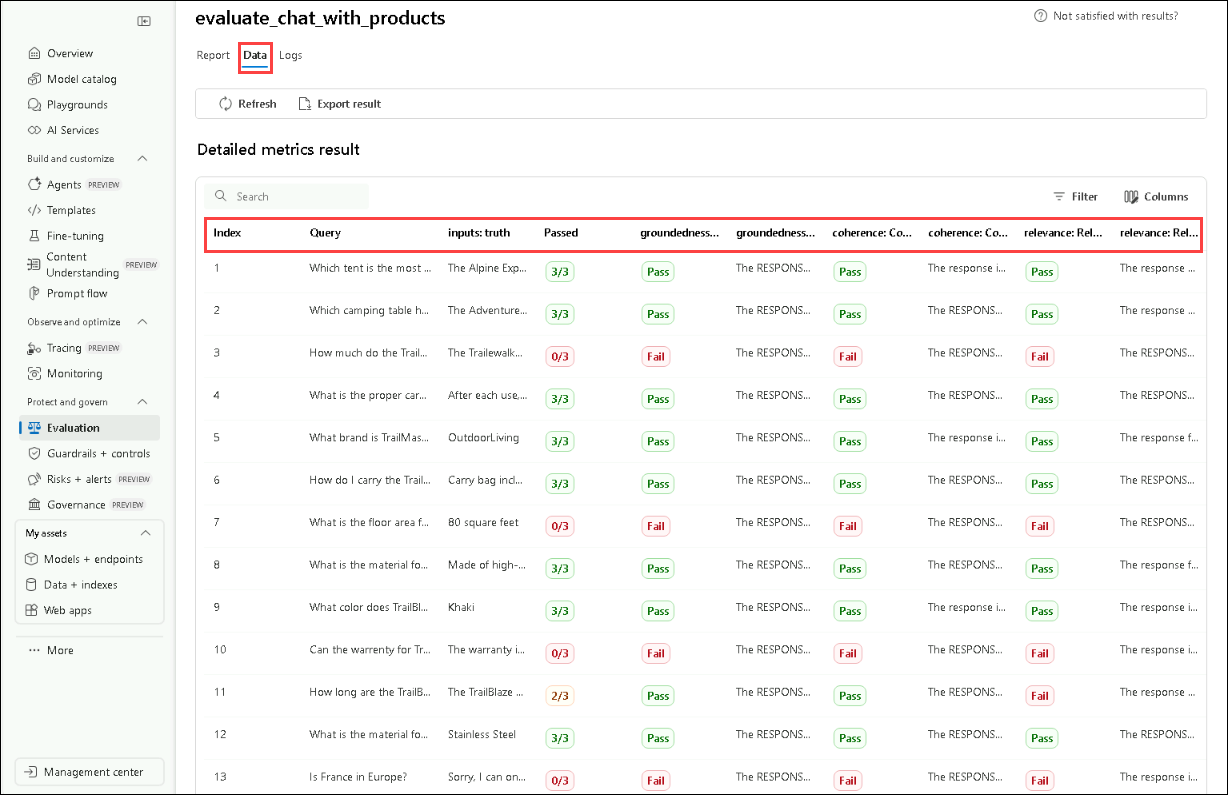 evaluate_chat_with_products
Not satisfied with results?
Report Data Logs
Refresh Export result
Detailed metrics result
Search
Filter Columns
Overview
Model catalog
Playgrounds
AI Services
Build and customize
Agents PREVIEW
Templates
Fine-tuning
Content
Understanding PREVIEW
Prompt flow
Observe and optimize
Tracing PREVIEW
Monitoring
Protect and govern
Evaluation
Guardrails + controls
Risks + alerts PREVIEW
Governance PREVIEW
My assets
Models + endpoints
Data + indexes
Web apps
More
Management center
Index Query inputs: truth Passed groundedness... groundedness... coherence: Co... coherence: Co... relevance: Rel... relevance: Rel...
1 Which tent is the most ... The Alpine Exp... 3/3 Pass The RESPONS... Pass The response i... Pass The response ...
2 Which camping table h... The Adventure... 3/3 Pass The RESPONS... Pass The RESPONS... Pass The response ...
3 How much do the Trail... The Trailewalk... 0/3 Fail The RESPONS... Fail The RESPONS... Fail The RESPONS...
4 What is the proper car... After each use,... 3/3 Pass The RESPONS... Pass The RESPONS... Pass The RESPONS...
5 What brand is TrailMas... OutdoorLiving 3/3 Pass The RESPONS... Pass The response i... Pass The response f...
6 How do I carry the Trail... Carry bag incl... 3/3 Pass The RESPONS... Pass The RESPONS... Pass The RESPONS...
7 What is the floor area f... 80 square feet 0/3 Fail The RESPONS... Fail The RESPONS... Fail The RESPONS...
8 What is the material fo... Made of high-... 3/3 Pass The RESPONS... Pass The RESPONS... Pass The response f...
9 What color does TrailBl... Khaki 3/3 Pass The RESPONS... Pass The response i... Pass The response i...
10 Can the warrenty for Tr... The warranty i... 0/3 Fail The RESPONS... Fail The RESPONS... Fail The response i...
11 How long are the TrailB... The TrailBlaze ... 2/3 Pass The RESPONS... Pass The RESPONS... Fail The response ...
12 What is the material fo... Stainless Steel 3/3 Pass The RESPONS... Pass The RESPONS... Pass The response i...
13 Is France in Europe? Sorry, I can on... 0/3 Fail The RESPONS... Fail The RESPONS... Fail The response i...